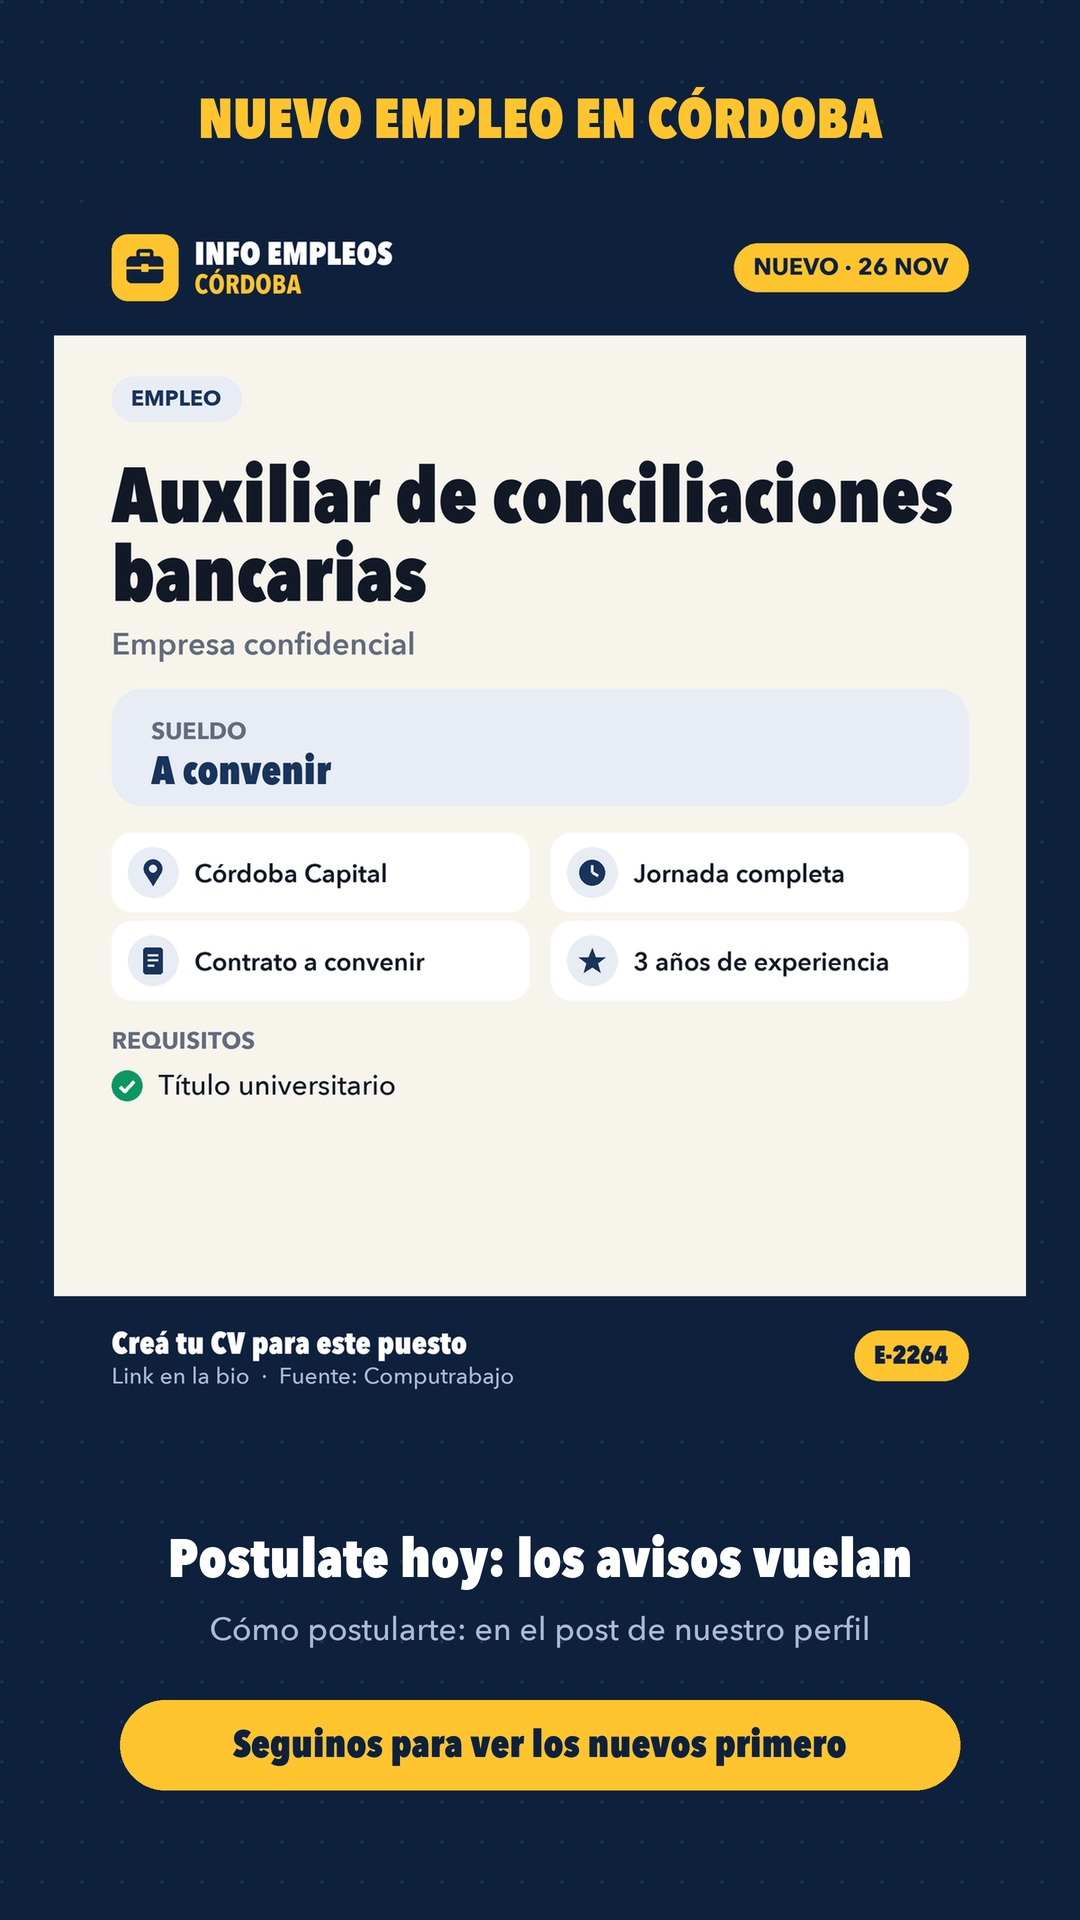 NUEVO EMPLEO EN CÓRDOBA
INFO EMPLEOS
CÓRDOBA
NUEVO · 26 NOV
EMPLEO
Auxiliar de conciliaciones
bancarias
Empresa confidencial
SUELDO
A convenir
Córdoba Capital
Jornada completa
Contrato a convenir
3 años de experiencia
REQUISITOS
Título universitario
Creá tu CV para este puesto
Link en la bio · Fuente: Computrabajo
E-2264
Postulate hoy: los avisos vuelan
Cómo postularte: en el post de nuestro perfil
Seguinos para ver los nuevos primero